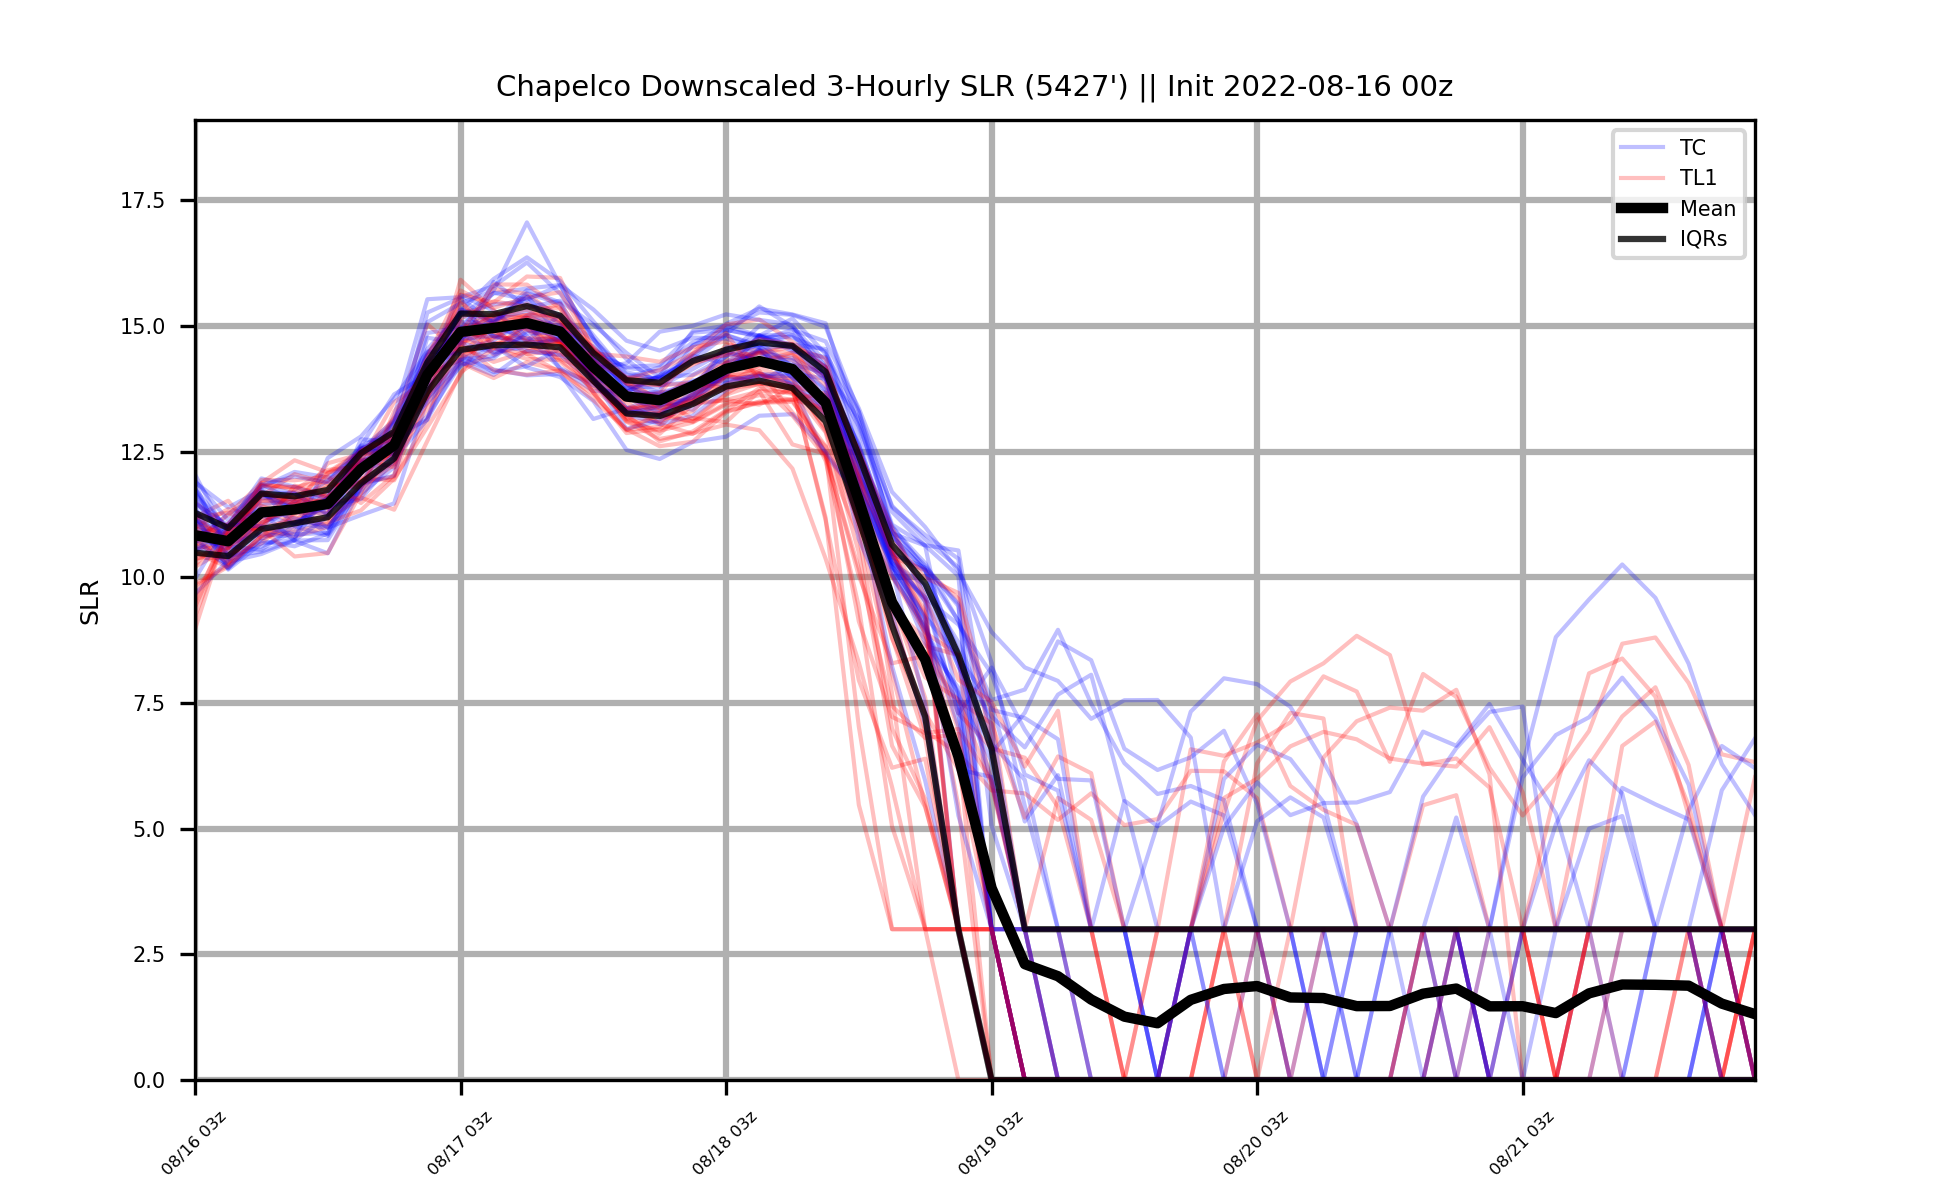 Chapelco Downscaled 3-Hourly SLR (5427') || Init 2022-08-16 00z
TC
TL1
Mean
IQRs
17.5
15.0
12.5
10.0
7.5
5.0
2.5
0.0
SLR
08/16 03z
08/17 03z
08/18 03z
08/19 03z
08/20 03z
08/21 03z